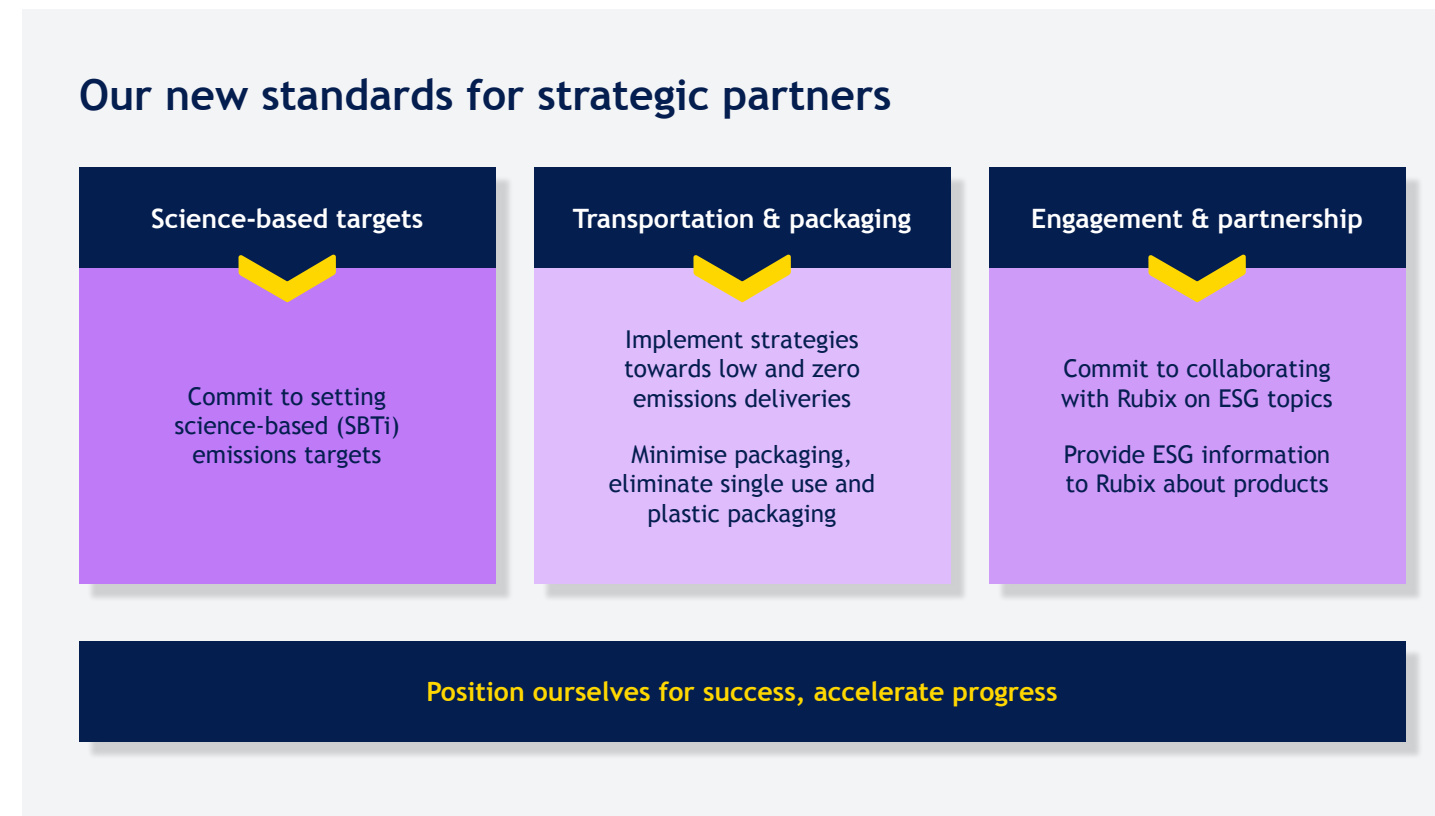 Our new standards for strategic partners
Science-based targets
Commit to setting
science-based (SBTi)
emissions targets
Transportation & packaging
Implement strategies
towards low and zero
emissions deliveries
Minimise packaging,
eliminate single use and
plastic packaging
Engagement & partnership
Commit to collaborating
with Rubix on ESG topics
Provide ESG information
to Rubix about products
Position ourselves for success, accelerate progress